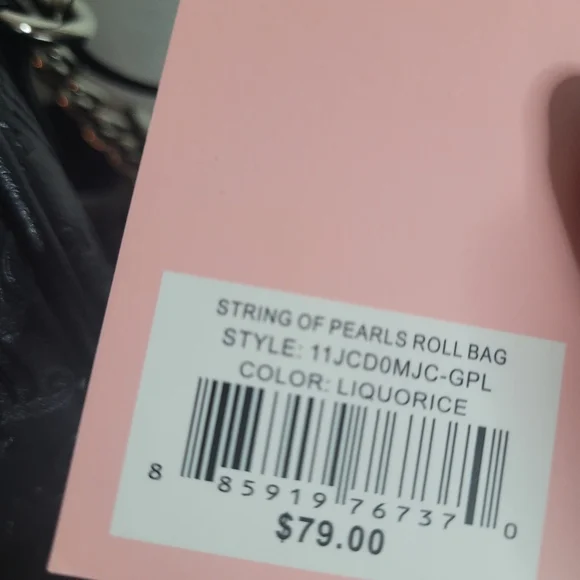 STRING OF PEARLS ROLL BAG
STYLE: 11JCD0MJC-GPL
COLOR: LIQUORICE
8 85919 76737 0
$79.00